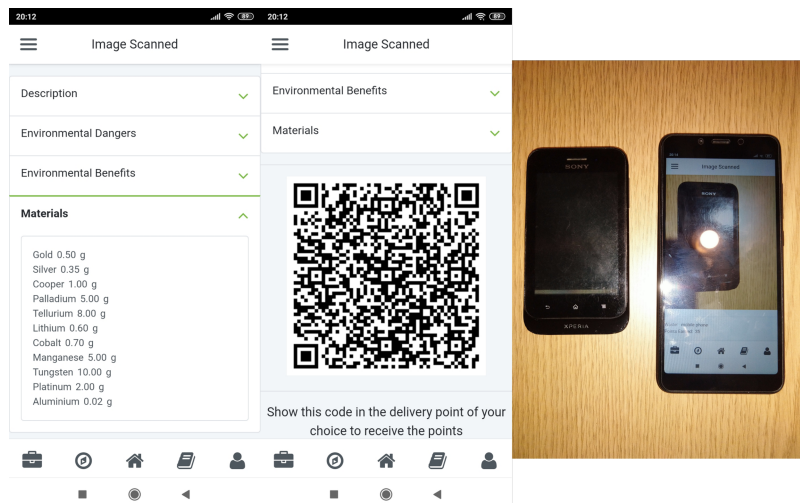 20:12
89
Image Scanned
Description
Environmental Dangers
Environmental Benefits
Materials
Gold 0.50 g
Silver 0.35 g
Cooper 1.00 g
Palladium 5.00 g
Tellurium 8.00 g
Lithium 0.60 g
Cobalt 0.70 g
Manganese 5.00 g
Tungsten 10.00 g
Platinum 2.00 g
Aluminium 0.02 g
20:12
89
Image Scanned
Environmental Benefits
Materials
Show this code in the delivery point of your
choice to receive the points
SONY
XPERIA
Image Scanned
SONY